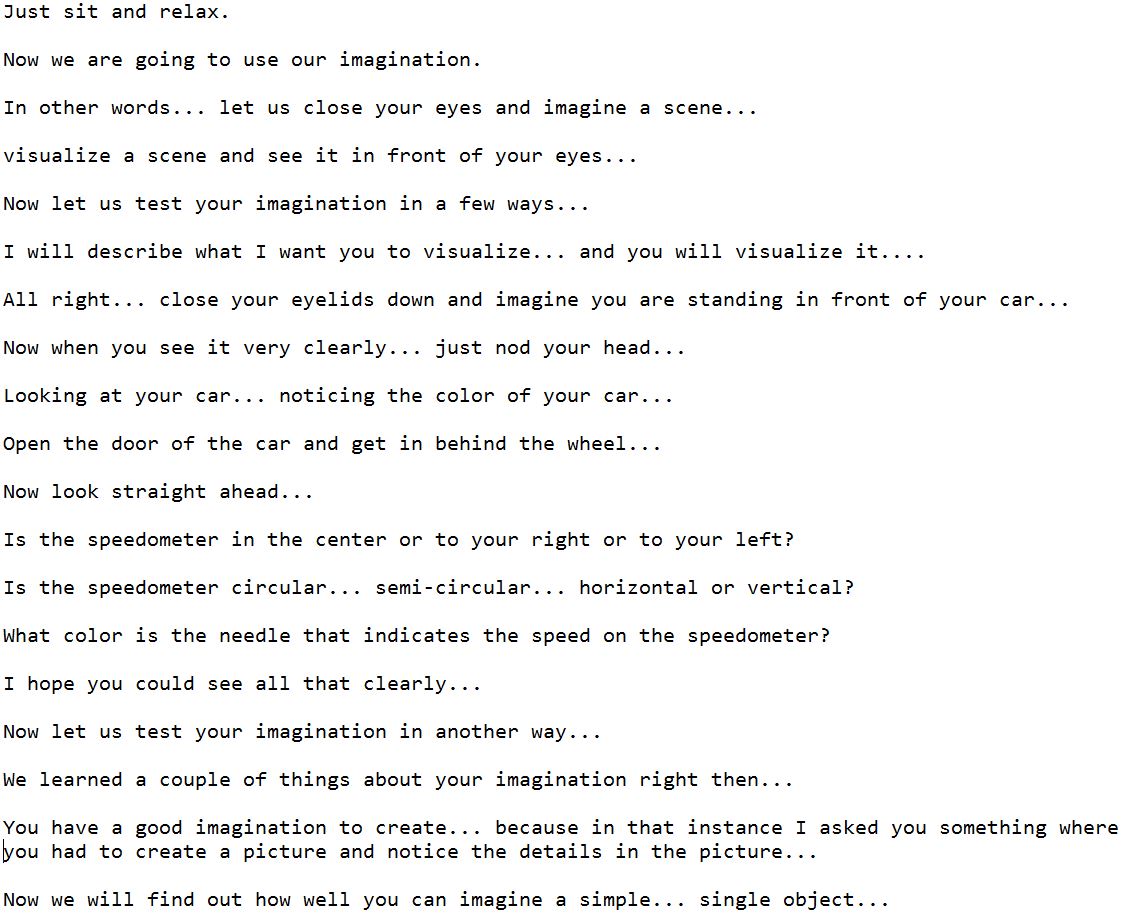 Just sit and relax.
Now we are going to use our imagination.
In other words... let us close your eyes and imagine a scene...
visualize a scene and see it in front of your eyes...
Now let us test your imagination in a few ways...
I will describe what I want you to visualize... and you will visualize it....
All right... close your eyelids down and imagine you are standing in front of your car...
Now when you see it very clearly... just nod your head...
Looking at your car... noticing the color of your car...
Open the door of the car and get in behind the wheel...
Now look straight ahead...
Is the speedometer in the center or to your right or to your left?
Is the speedometer circular... semi-circular... horizontal or vertical?
What color is the needle that indicates the speed on the speedometer?
I hope you could see all that clearly...
Now let us test your imagination in another way...
We learned a couple of things about your imagination right then...
You have a good imagination to create... because in that instance I asked you something where
you had to create a picture and notice the details in the picture...
Now we will find out how well you can imagine a simple... single object...